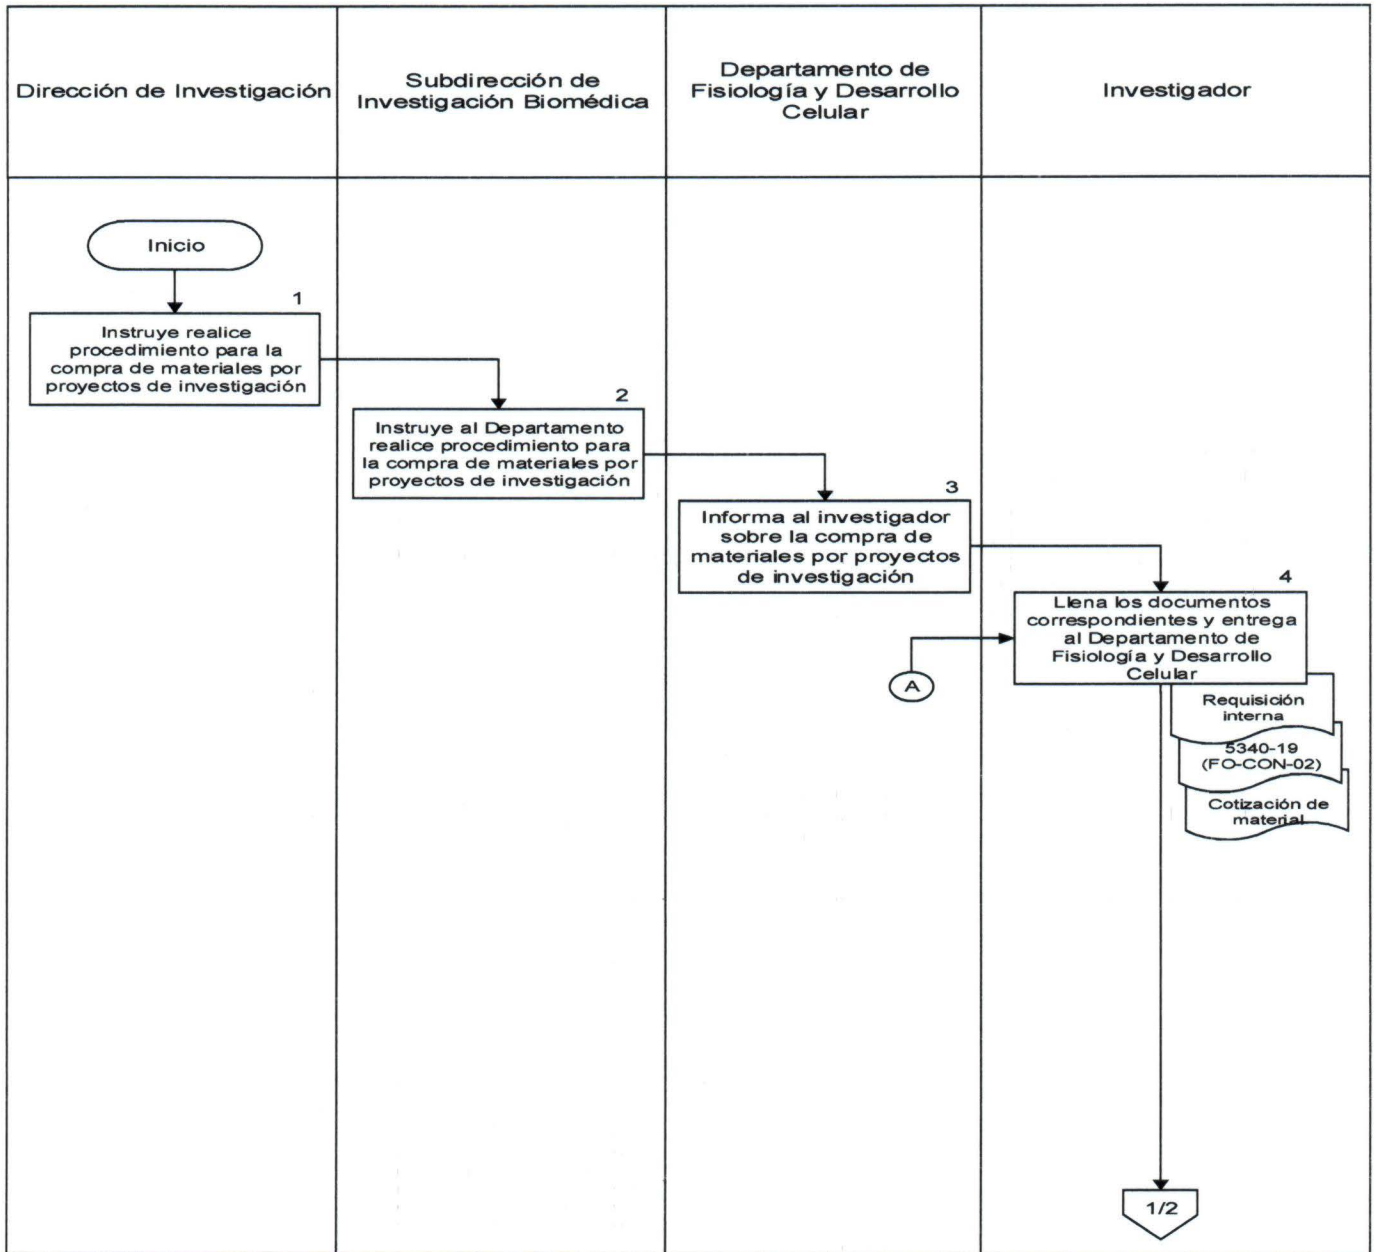 Dirección de Investigación
Subdirección de
Investigación Biomédica
Departamento de
Fisiología y Desarrollo
Celular
Investigador
Inicio
1
Instruye realice
procedimiento para la
compra de materiales por
proyectos de investigación
2
Instruye al Departamento
realice procedimiento para
la compra de materiales por
proyectos de investigación
3
Informa al investigador
sobre la compra de
materiales por proyectos
de investigación
4
Llena los documentos
correspondientes y entrega
al Departamento de
Fisiología y Desarrollo
Celular
A
Requisición
interna
5340-19
(FO-CON-02)
Cotización de
material
1/2